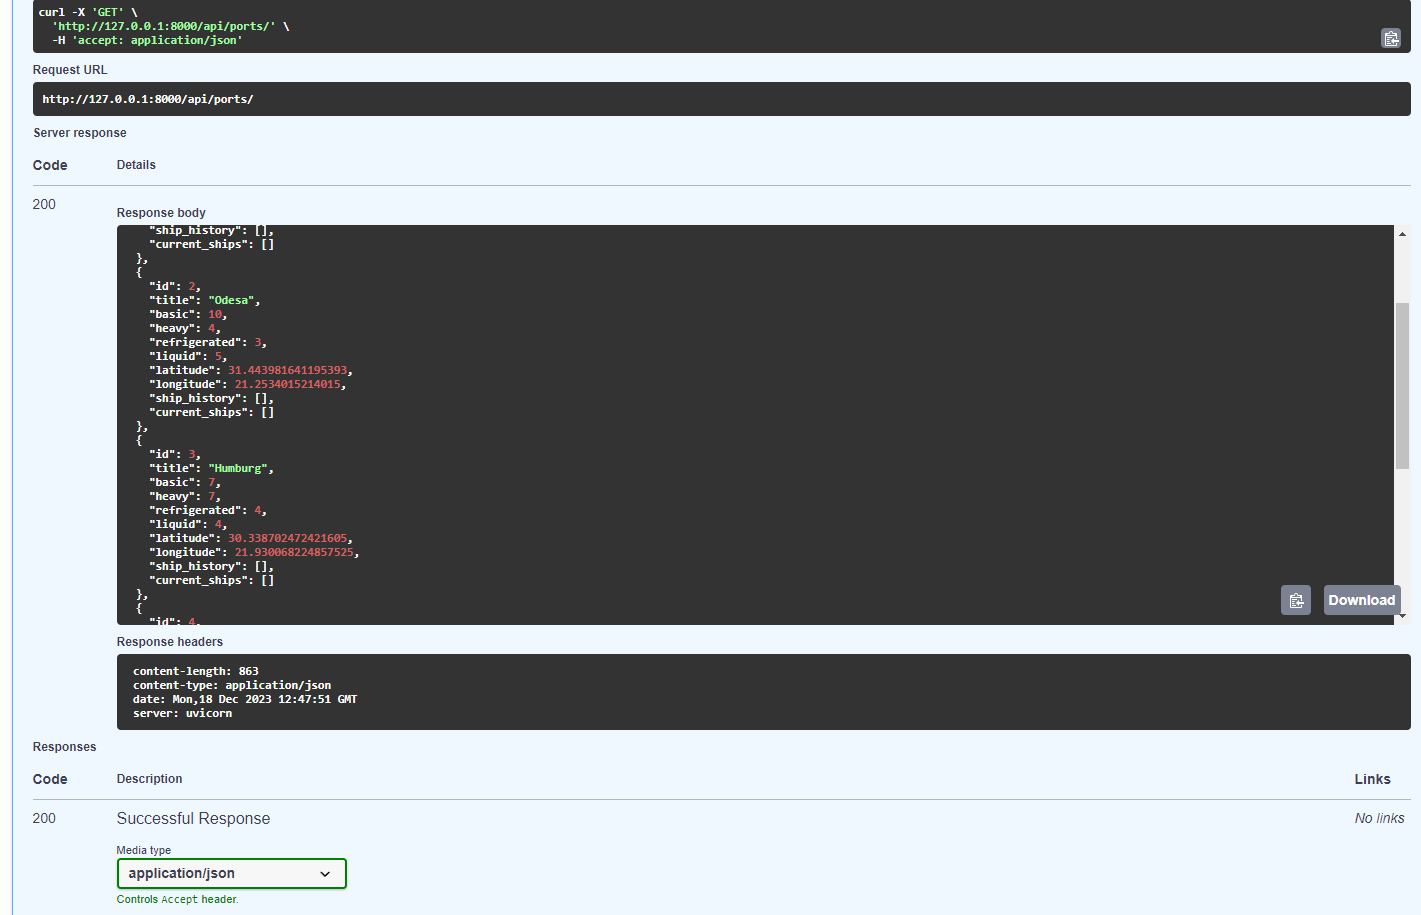 curl -X 'GET' \
'http://127.0.0.1:8000/api/ports/' \
-H 'accept: application/json'
Request URL
http://127.0.0.1:8000/api/ports/
Server response
Code Details
200
Response body
"ship_history": [],
"current_ships": []
},
{
"id": 2,
"title": "Odesa",
"basic": 10,
"heavy": 4,
"refrigerated": 3,
"liquid": 5,
"latitude": 31.443981641195393,
"longitude": 21.2534015214015,
"ship_history": [],
"current_ships": []
},
{
"id": 3,
"title": "Humburg",
"basic": 7,
"heavy": 7,
"refrigerated": 4,
"liquid": 4,
"latitude": 30.338702472421605,
"longitude": 21.930068224857525,
"ship_history": [],
"current_ships": []
},
{
"id": 4,
Download
Response headers
content-length: 863
content-type: application/json
date: Mon,18 Dec 2023 12:47:51 GMT
server: uvicorn
Responses
Code Description Links
200 Successful Response No links
Media type
application/json
Controls Accept header.